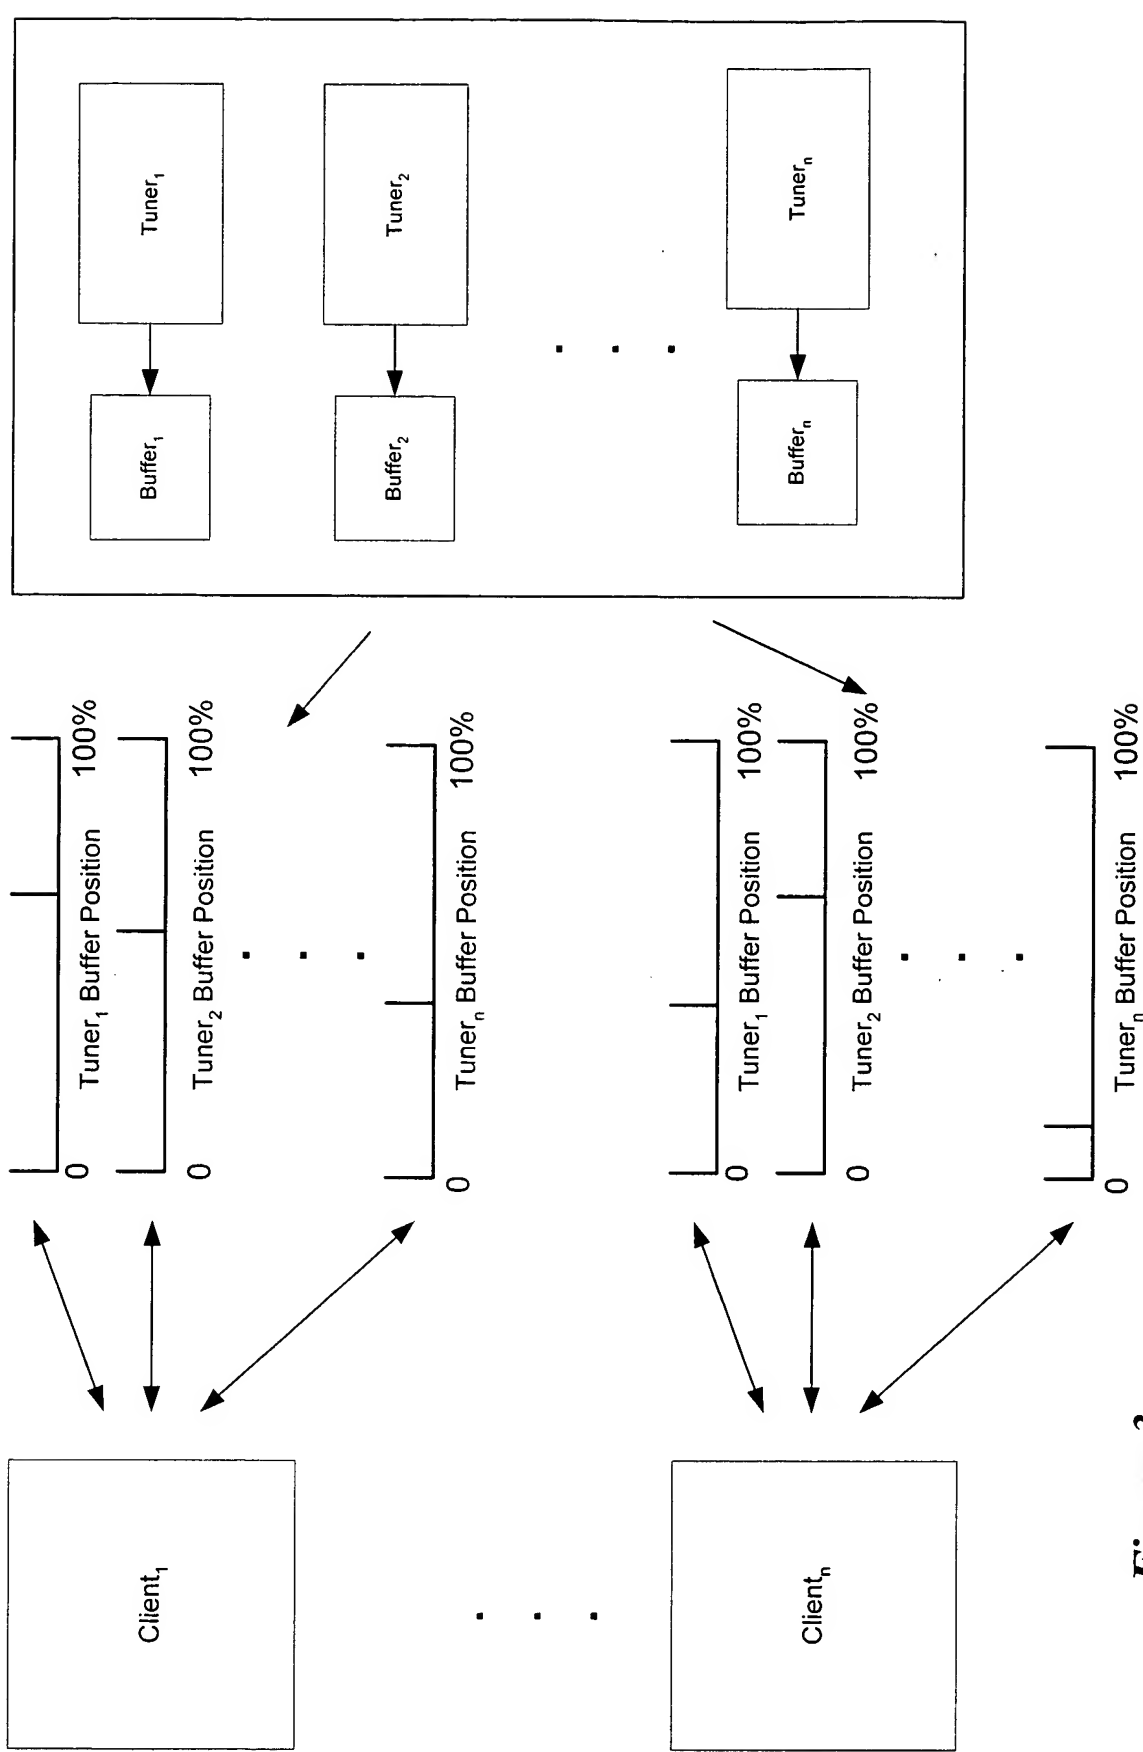 Client₁
0
Tuner₁ Buffer Position
100%
0
Tuner₂ Buffer Position
100%
0
Tunerₙ Buffer Position
100%
Buffer₁
Tuner₁
Buffer₂
Tuner₂
Bufferₙ
Tunerₙ
Clientₙ
0
Tuner₁ Buffer Position
100%
0
Tuner₂ Buffer Position
100%
0
Tunerₙ Buffer Position
100%